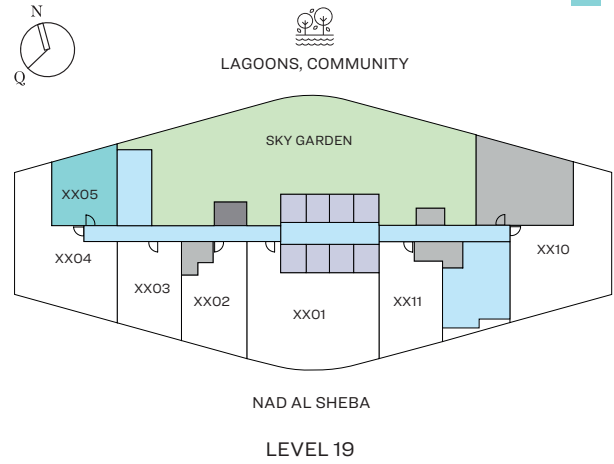 N
Q
LAGOONS, COMMUNITY
SKY GARDEN
XX05
XX04
XX03
XX02
XX01
XX11
XX10
NAD AL SHEBA
LEVEL 19